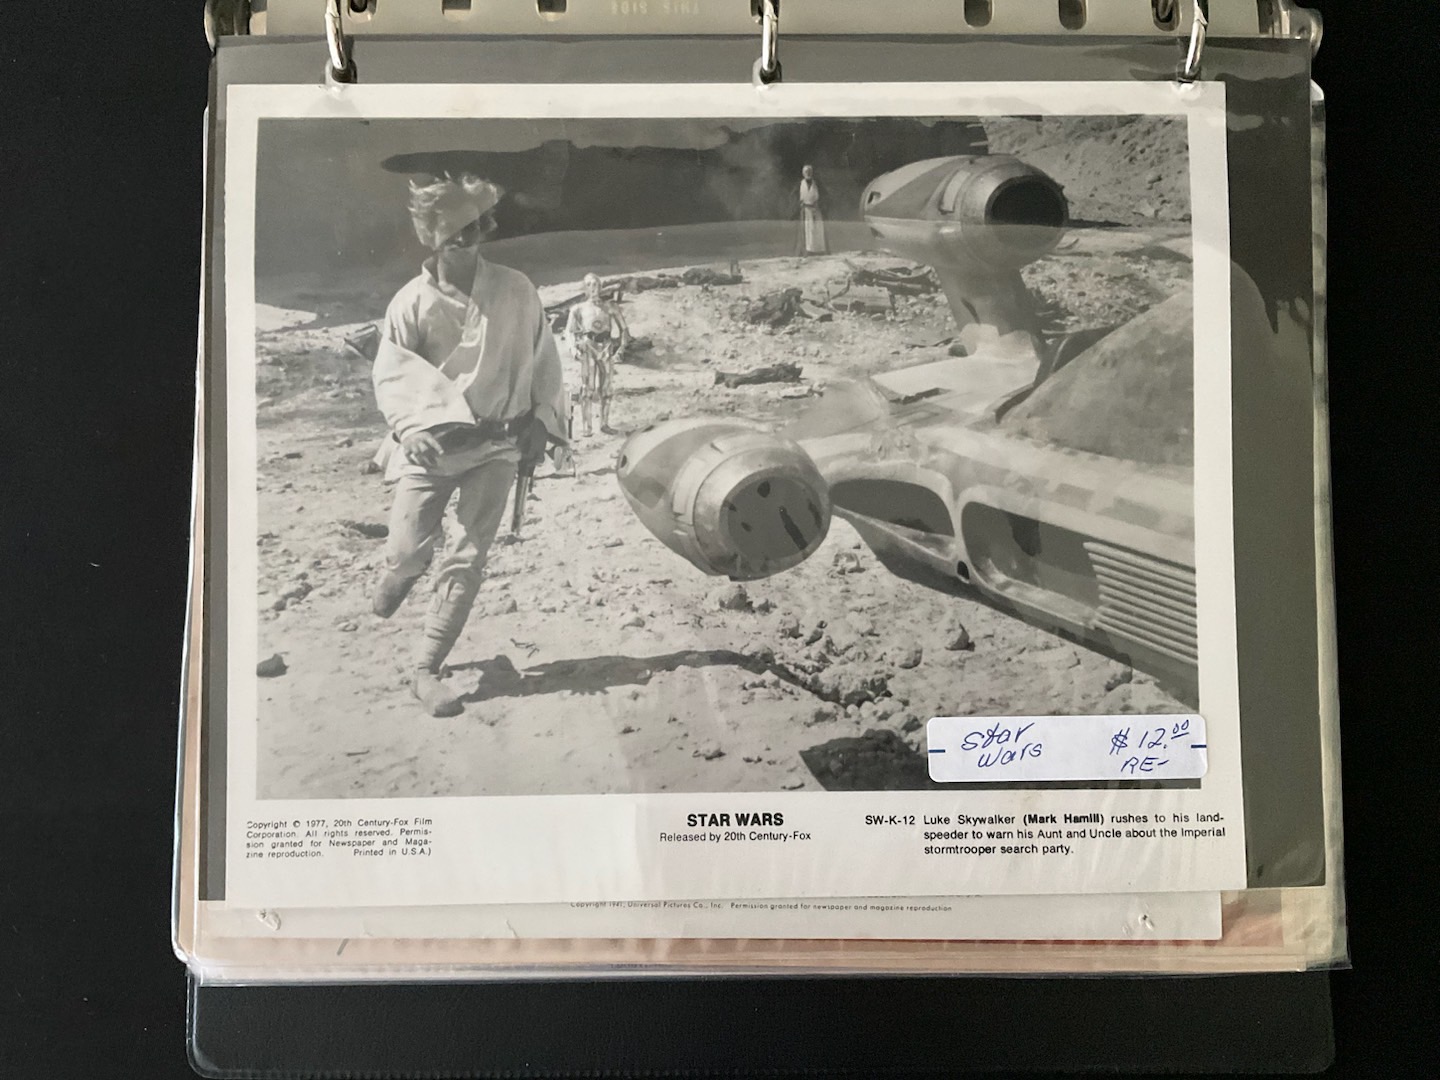 THIS SIDE
star
wars
$12.00
RE-
Copyright © 1977, 20th Century-Fox Film
Corporation. All rights reserved. Permis-
sion granted for Newspaper and Maga-
zine reproduction. Printed in U.S.A.)
STAR WARS
Released by 20th Century-Fox
SW-K-12 Luke Skywalker (Mark Hamill) rushes to his land-
speeder to warn his Aunt and Uncle about the Imperial
stormtrooper search party.
Universal Pictures Co., Inc. Permission granted for newspaper and magazine reproduction